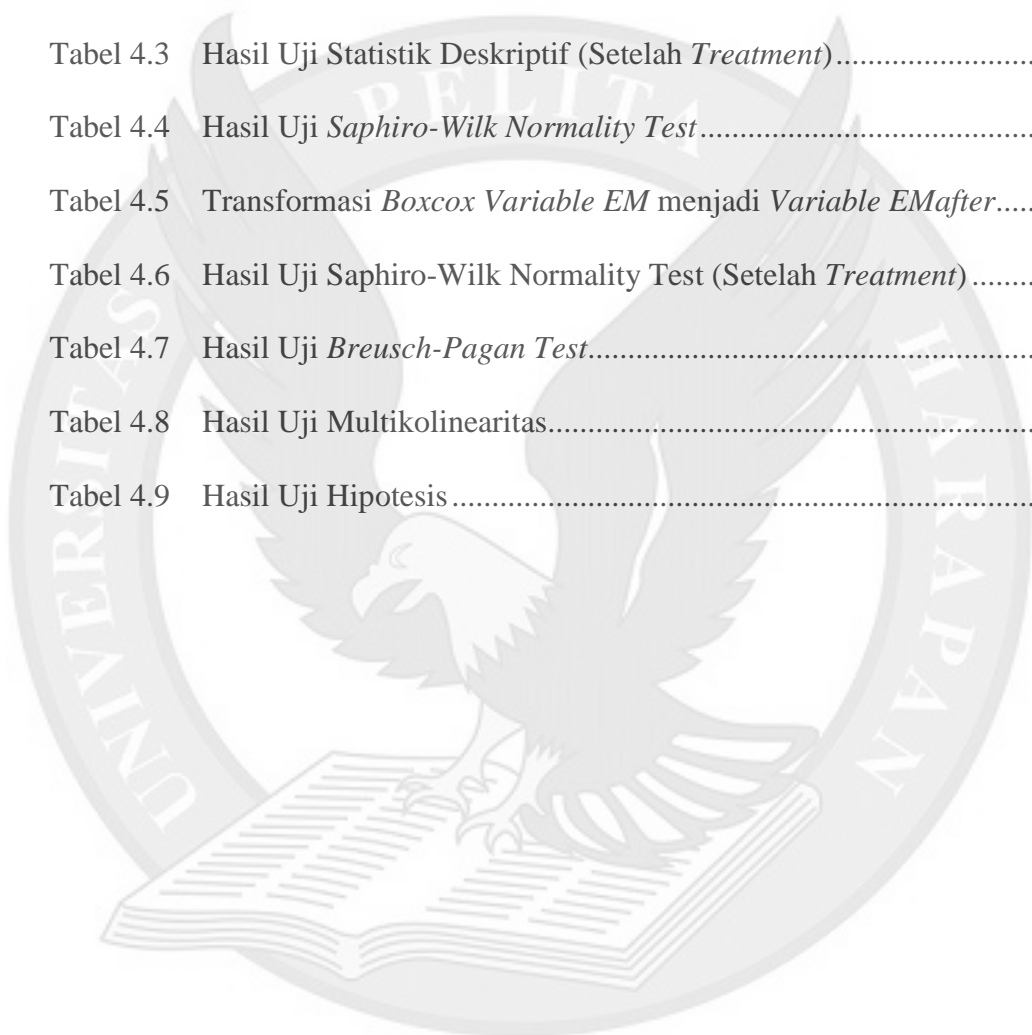 Tabel 4.3 Hasil Uji Statistik Deskriptif (Setelah Treatment)........................
Tabel 4.4 Hasil Uji Saphiro-Wilk Normality Test............................................
Tabel 4.5 Transformasi Boxcox Variable EM menjadi Variable EMafter.....
Tabel 4.6 Hasil Uji Saphiro-Wilk Normality Test (Setelah Treatment)........
Tabel 4.7 Hasil Uji Breusch-Pagan Test..........................................................
Tabel 4.8 Hasil Uji Multikolinearitas...............................................................
Tabel 4.9 Hasil Uji Hipotesis............................................................................
UNIVERSITAS PELITA HARAPAN